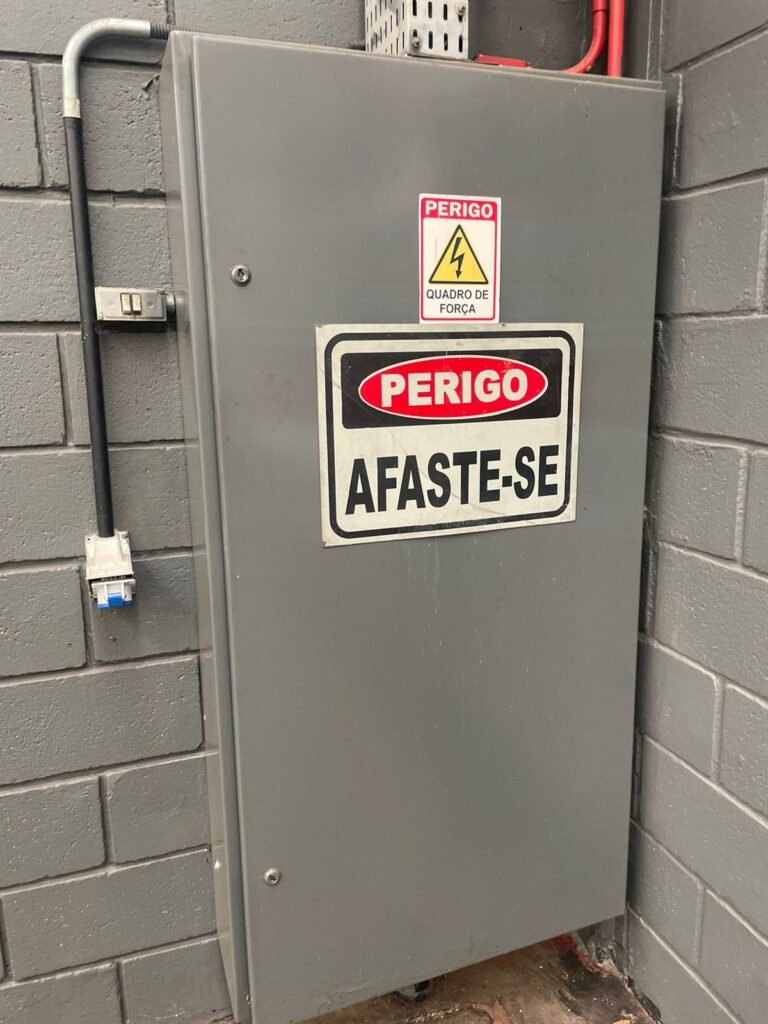 PERIGO
QUADRO DE
FORÇA
PERIGO
AFASTE-SE